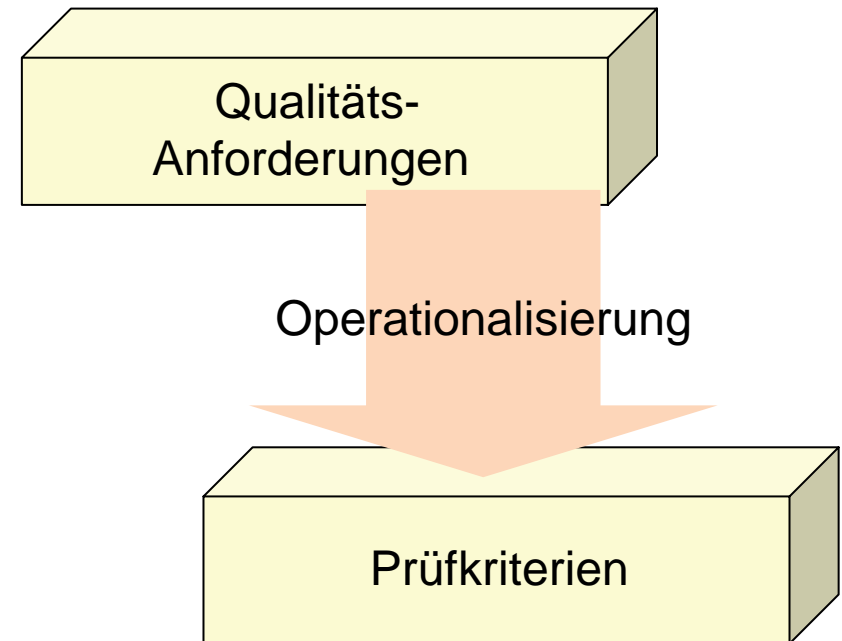 Qualitäts-
Anforderungen
Operationalisierung
Prüfkriterien